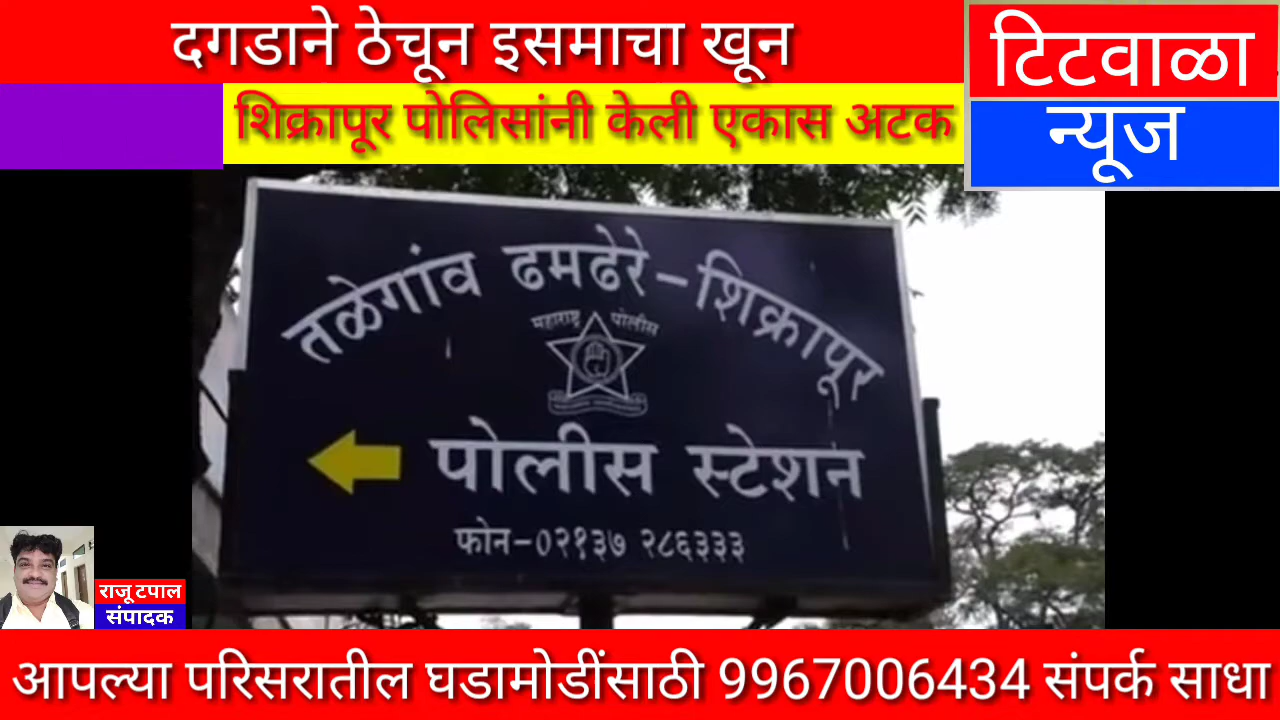 दगडाने ठेचून इसमाचा खून
टिटवाळा
शिक्रापूर पोलिसांनी केली एकास अटक
न्यूज
तळेगांव ढमढेरे-शिक्रापूर
महाराष्ट्र पोलीस
पोलीस स्टेशन
फोन-०२१३७ २८६३३३
राजू टपाल
संपादक
आपल्या परिसरातील घडामोडींसाठी 9967006434 संपर्क साधा